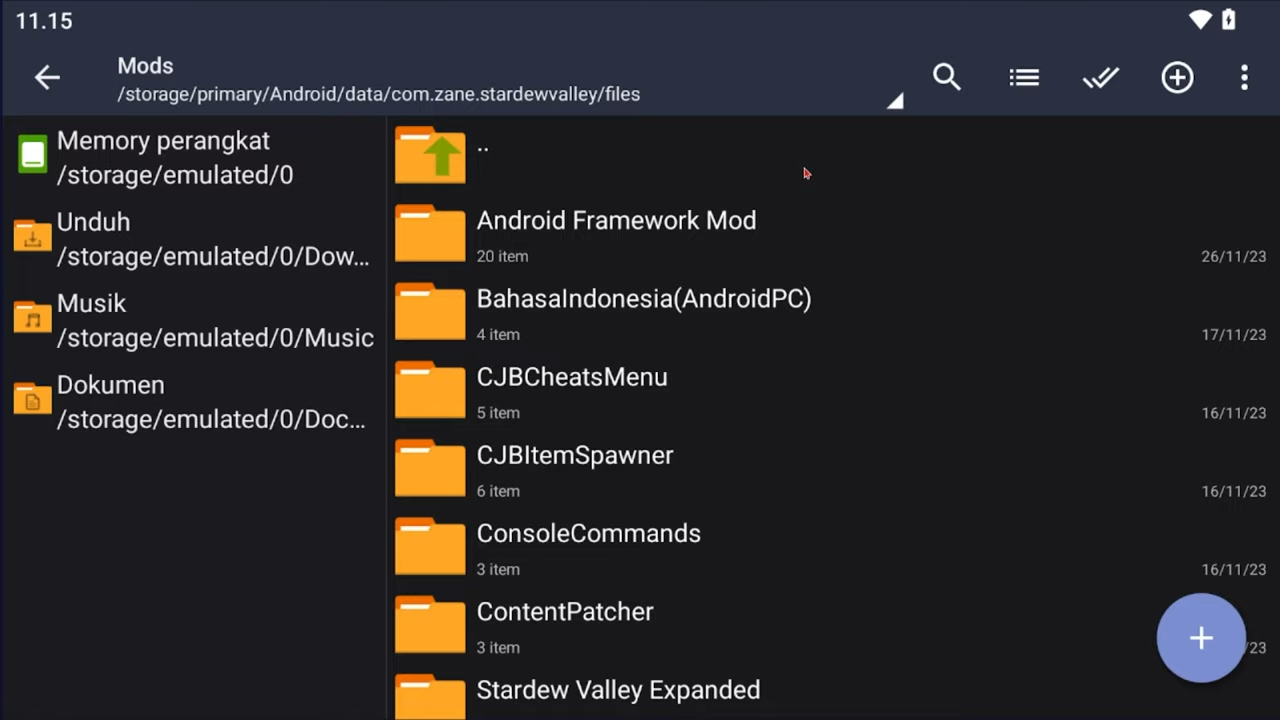 11.15
Mods
/storage/primary/Android/data/com.zane.stardewvalley/files
Memory perangkat
/storage/emulated/0
Unduh
/storage/emulated/0/Dow...
Musik
/storage/emulated/0/Music
Dokumen
/storage/emulated/0/Doc...
..
Android Framework Mod
20 item
26/11/23
BahasaIndonesia(AndroidPC)
4 item
17/11/23
CJBCheatsMenu
5 item
16/11/23
CJBItemSpawner
6 item
16/11/23
ConsoleCommands
3 item
16/11/23
ContentPatcher
3 item
/23
Stardew Valley Expanded